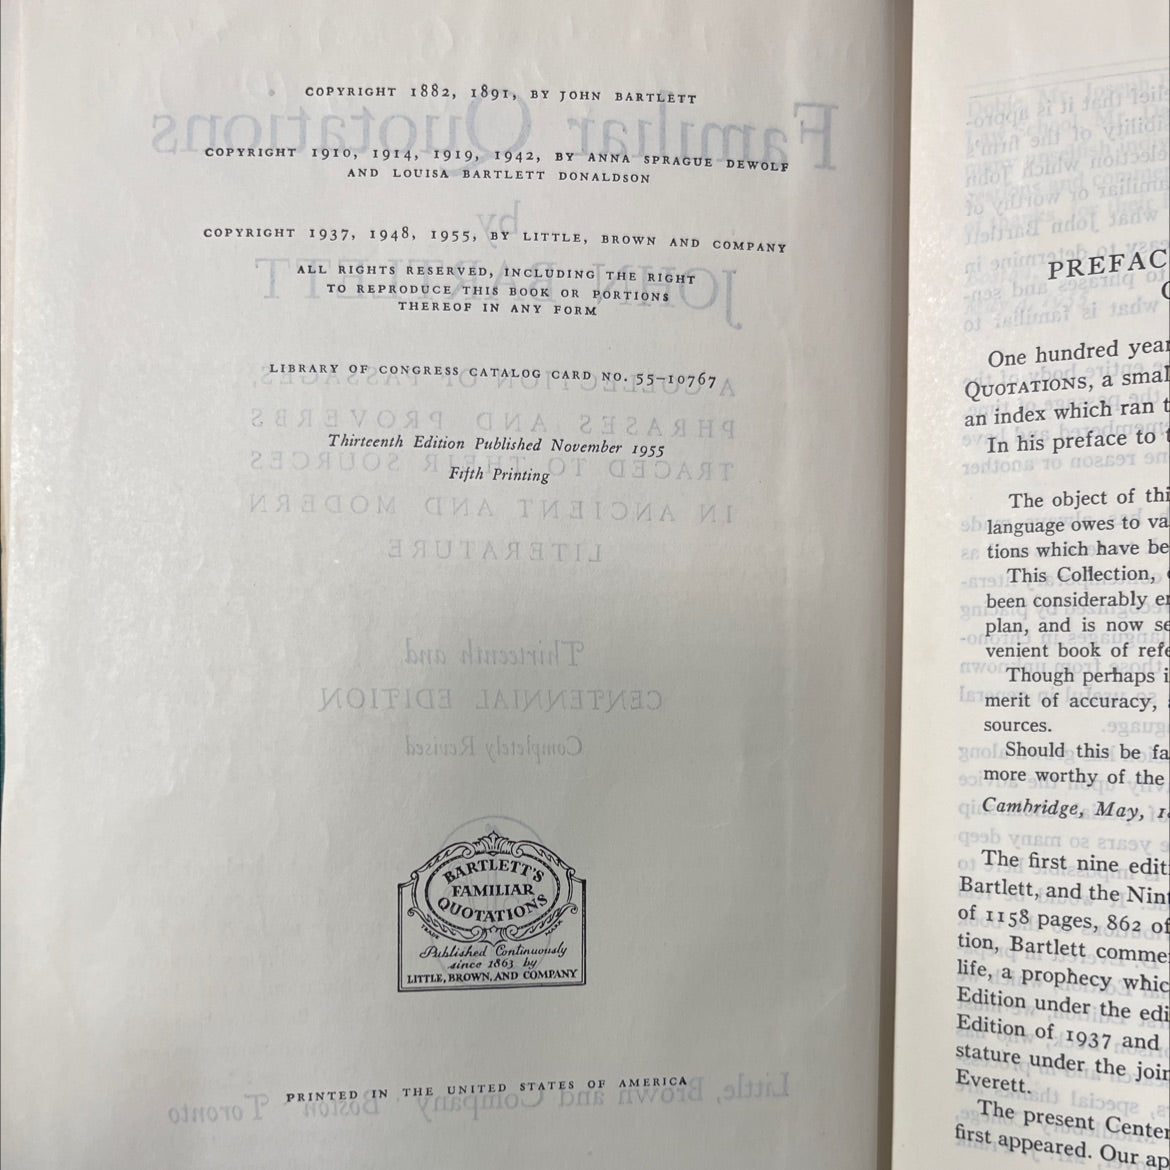 COPYRIGHT 1882, 1891, BY JOHN BARTLETT
COPYRIGHT 1910, 1914, 1919, 1942, BY ANNA SPRAGUE DEWOLF
AND LOUISA BARTLETT DONALDSON
COPYRIGHT 1937, 1948, 1955, BY LITTLE, BROWN AND COMPANY
ALL RIGHTS RESERVED, INCLUDING THE RIGHT
TO REPRODUCE THIS BOOK OR PORTIONS
THEREOF IN ANY FORM
LIBRARY OF CONGRESS CATALOG CARD NO. 55-10767
Thirteenth Edition Published November 1955
Fifth Printing
BARTLETT'S
FAMILIAR
QUOTATIONS
TRADE MARK
Published Continuously
since 1863 by
LITTLE, BROWN, AND COMPANY
PRINTED IN THE UNITED STATES OF AMERICA
PREFAC
One hundred year
QUOTATIONS, a smal
an index which ran t
In his preface to t
The object of thi
language owes to va
tions which have be
This Collection,
been considerably e
plan, and is now se
venient book of refe
Though perhaps i
merit of accuracy,
sources.
Should this be fa
more worthy of the
Cambridge, May, 1
The first nine edit
Bartlett, and the Nint
of 1158 pages, 862 of
tion, Bartlett comme
life, a prophecy whic
Edition under the edi
Edition of 1937 and
stature under the join
Everett.
The present Center
first appeared. Our ap